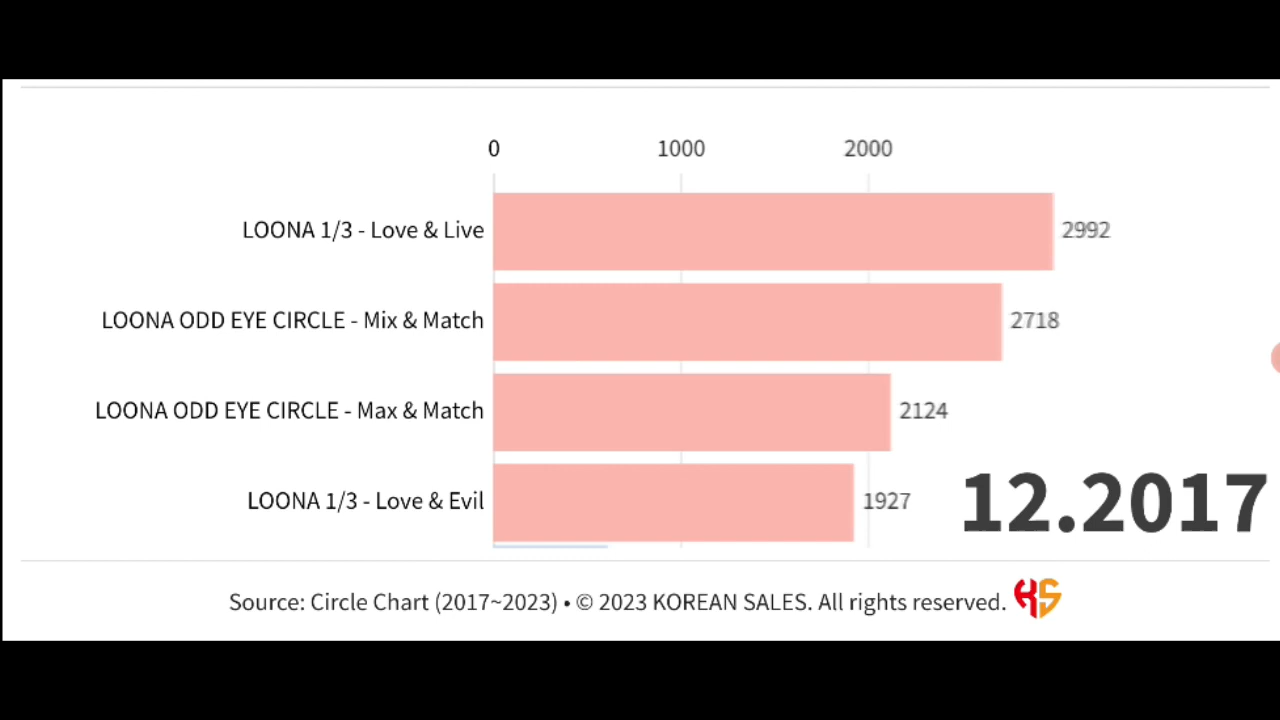 0 1000 2000
LOONA 1/3 - Love & Live 2992
LOONA ODD EYE CIRCLE - Mix & Match 2718
LOONA ODD EYE CIRCLE - Max & Match 2124
LOONA 1/3 - Love & Evil 1927
12.2017
Source: Circle Chart (2017~2023) • © 2023 KOREAN SALES. All rights reserved. KS